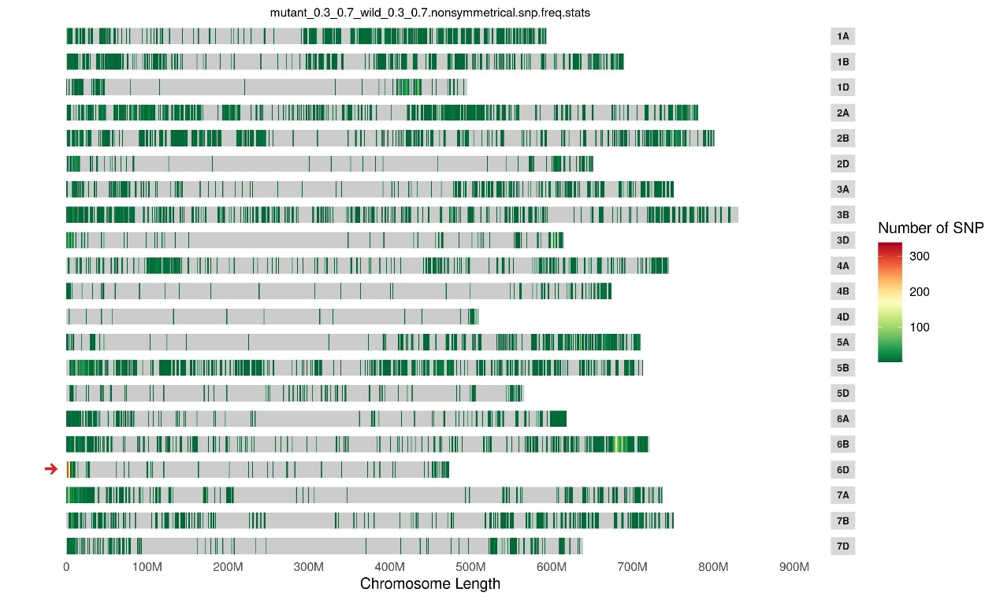 mutant_0.3_0.7_wild_0.3_0.7.nonsymmetrical.snp.freq.stats
1A
1B
1D
2A
2B
2D
3A
3B
3D
4A
4B
4D
5A
5B
5D
6A
6B
6D
7A
7B
7D
0 100M 200M 300M 400M 500M 600M 700M 800M 900M
Chromosome Length
Number of SNP
300
200
100